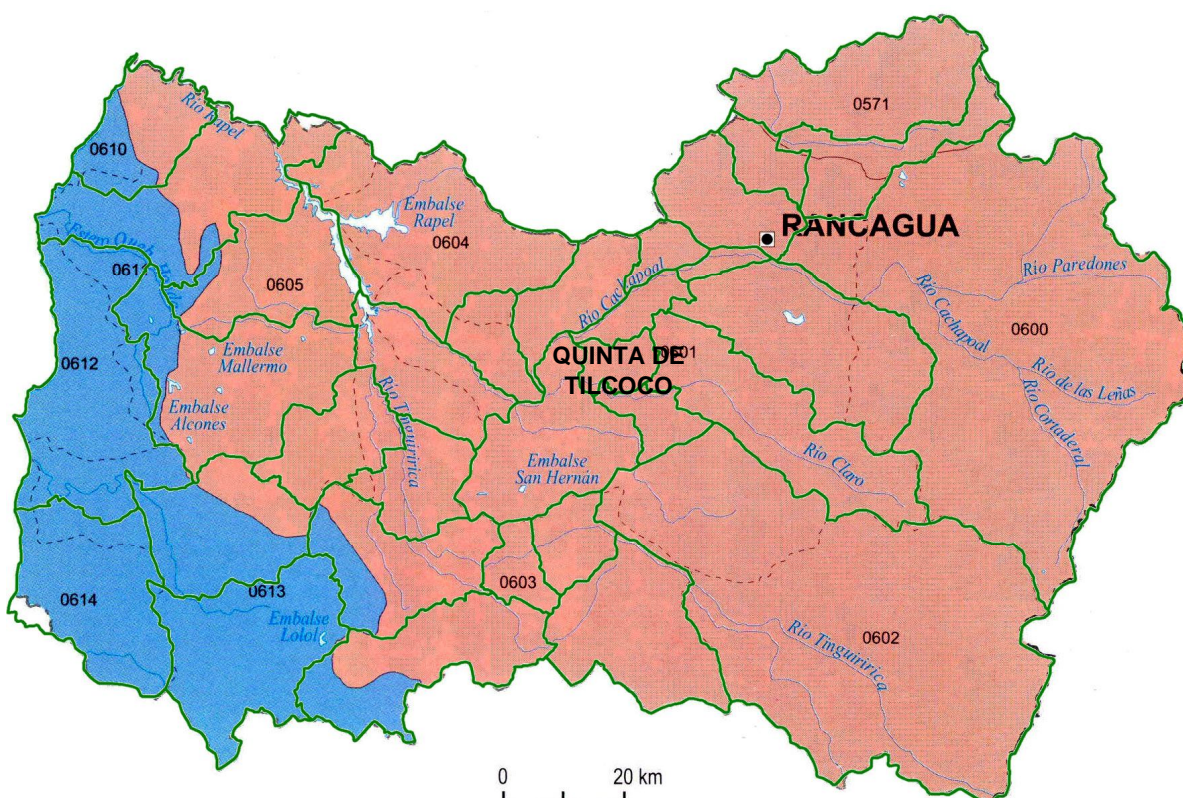 0571
0610
Río Rapel
Embalse
Rapel
RANCAGUA
0604
Río Paredones
0611
0605
Río Cachapoal
Río Cachapoal
0600
Embalse
Mallermo
QUINTA DE
TILCOCO
0601
0612
Embalse
Alcones
Río Tinguiririca
Río de las Leñas
Río Cortaderal
Embalse
San Hernán
Río Claro
0603
0613
0614
Embalse
Lolol
0602
Río Tinguiririca
0
20 km